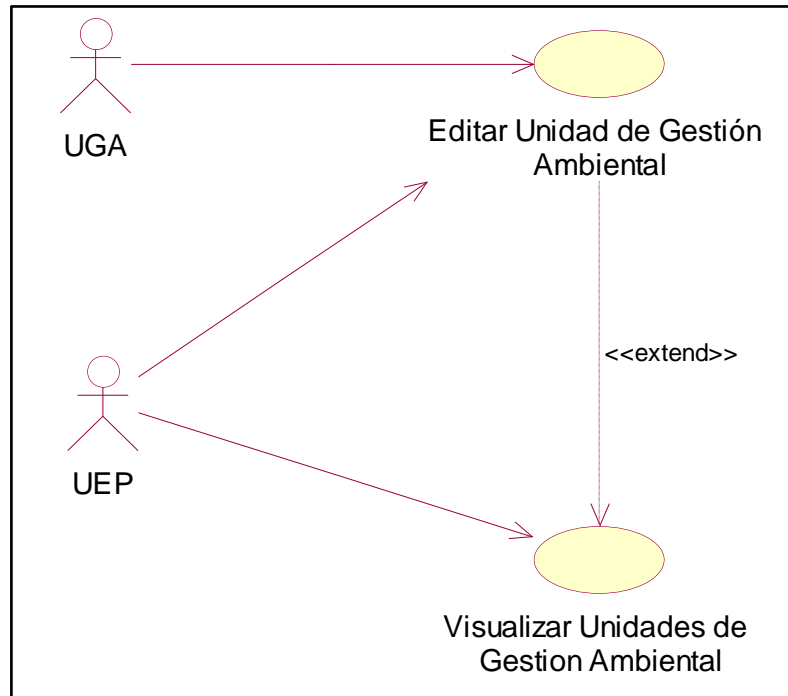 UGA
Editar Unidad de Gestión
Ambiental
<<extend>>
UEP
Visualizar Unidades de
Gestion Ambiental